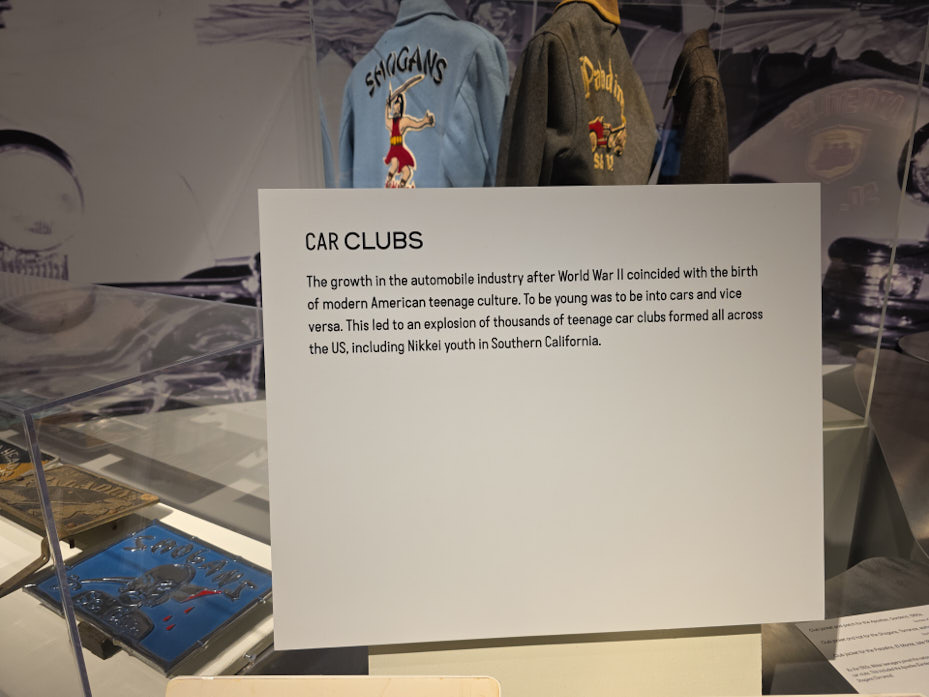 SHOGANS
Paladins
CAR CLUBS
The growth in the automobile industry after World War II coincided with the birth
of modern American teenage culture. To be young was to be into cars and vice
versa. This led to an explosion of thousands of teenage car clubs formed all across
the US, including Nikkei youth in Southern California.
SHOGANS